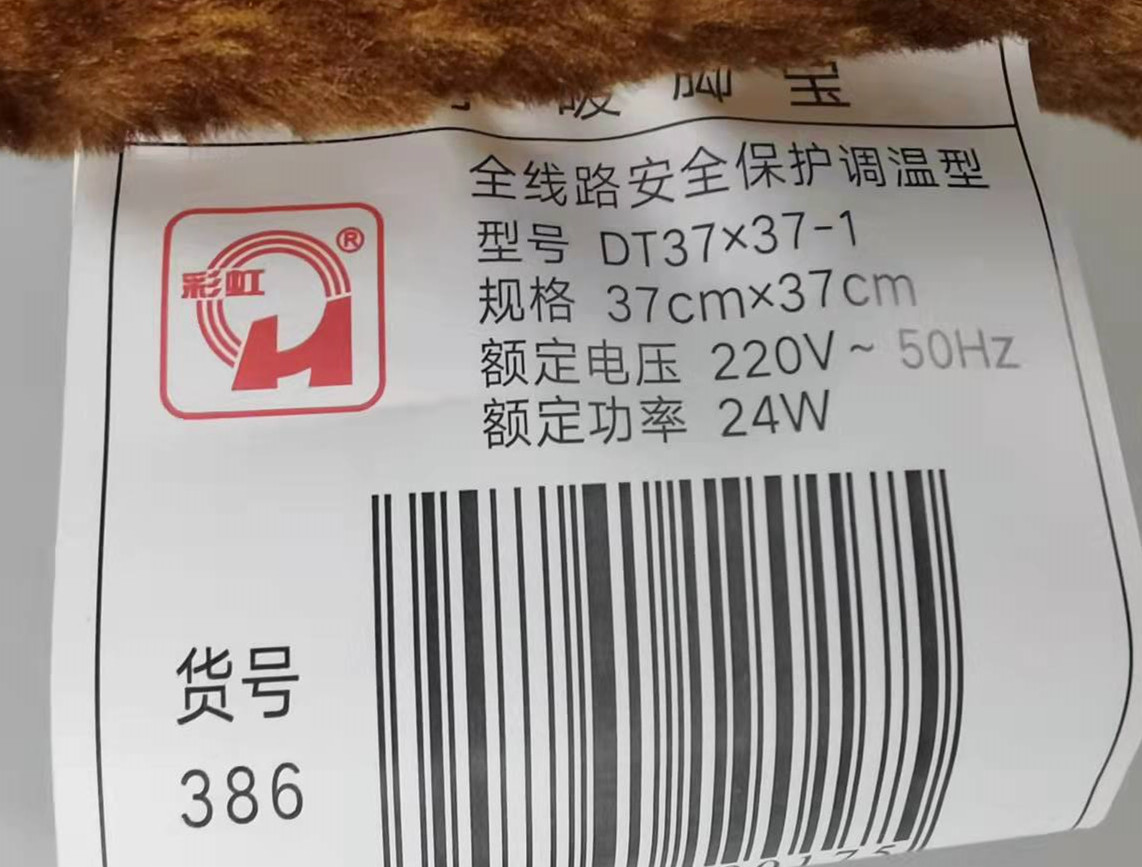 暖脚宝
全线路安全保护调温型
彩虹®
型号 DT37×37-1
规格 37cm×37cm
额定电压 220V~50Hz
额定功率 24W
货号
386